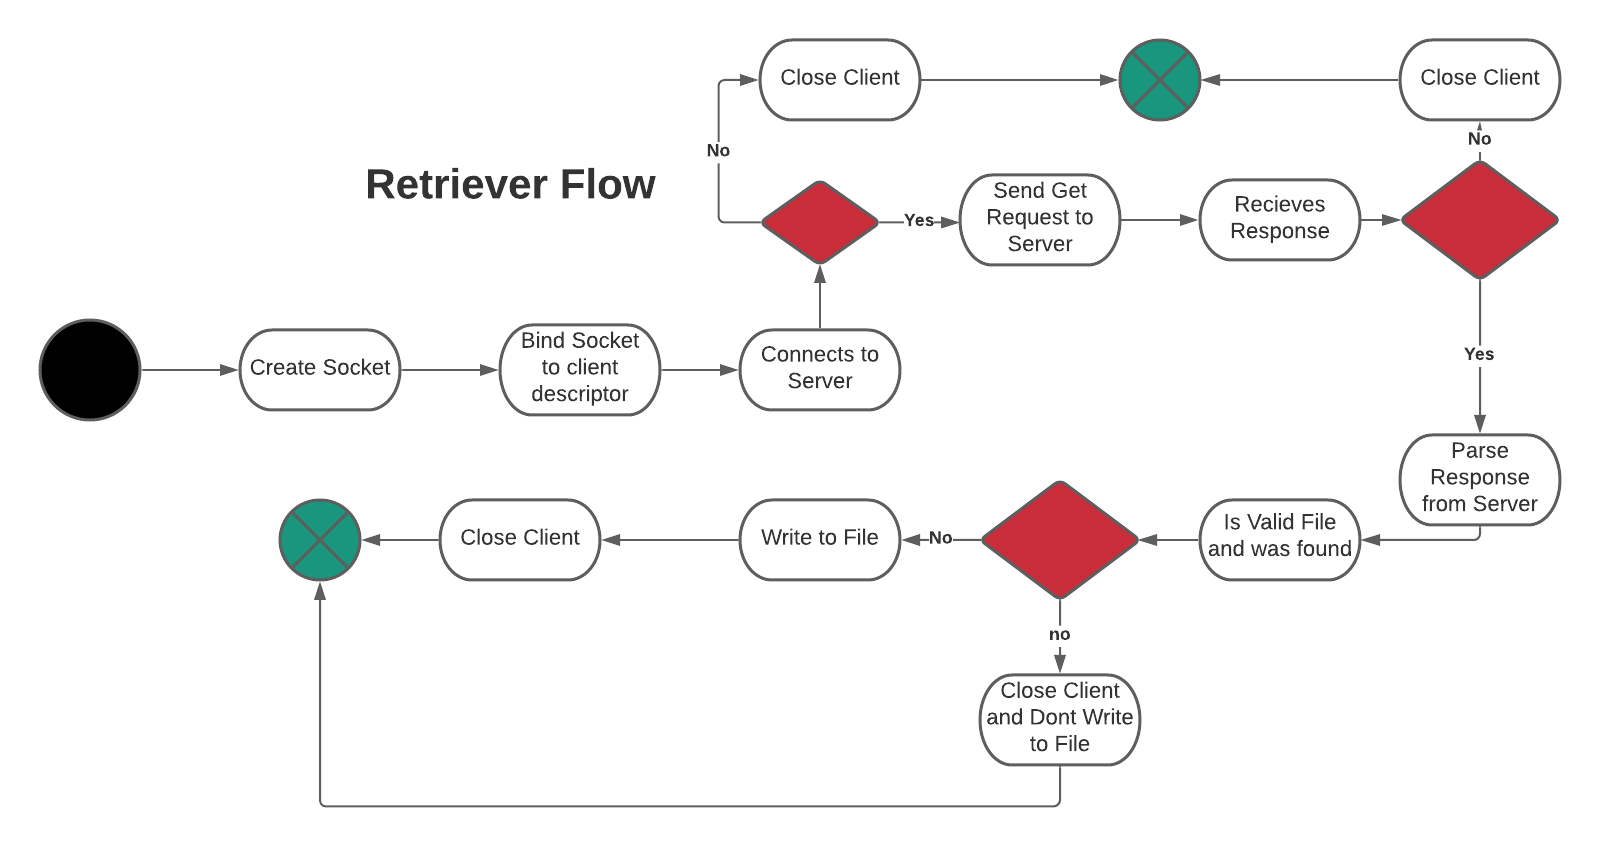 Retriever Flow
Create Socket
Bind Socket
to client
descriptor
Connects to
Server
No
Close Client
Yes
Send Get
Request to
Server
Recieves
Response
No
Close Client
Yes
Parse
Response
from Server
Is Valid File
and was found
No
Write to File
Close Client
no
Close Client
and Dont Write
to File